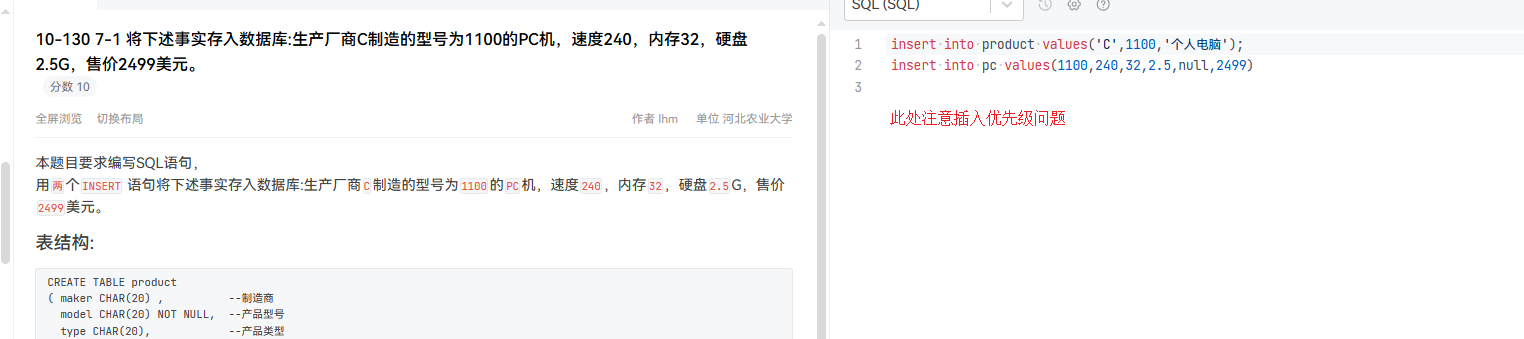 10-130 7-1 将下述事实存入数据库:生产厂商C制造的型号为1100的PC机，速度240，内存32，硬盘
2.5G，售价2499美元。
分数 10
全屏浏览 切换布局 作者 lhm 单位 河北农业大学
本题目要求编写SQL语句，
用两个INSERT 语句将下述事实存入数据库:生产厂商C制造的型号为1100的PC机，速度240，内存32，硬盘2.5G，售价
2499美元。
表结构:
CREATE TABLE product
( maker CHAR(20) , --制造商
model CHAR(20) NOT NULL, --产品型号
type CHAR(20), --产品类型
SQL (SQL)
1 insert into product values('C',1100,'个人电脑');
2 insert into pc values(1100,240,32,2.5,null,2499)
3
此处注意插入优先级问题